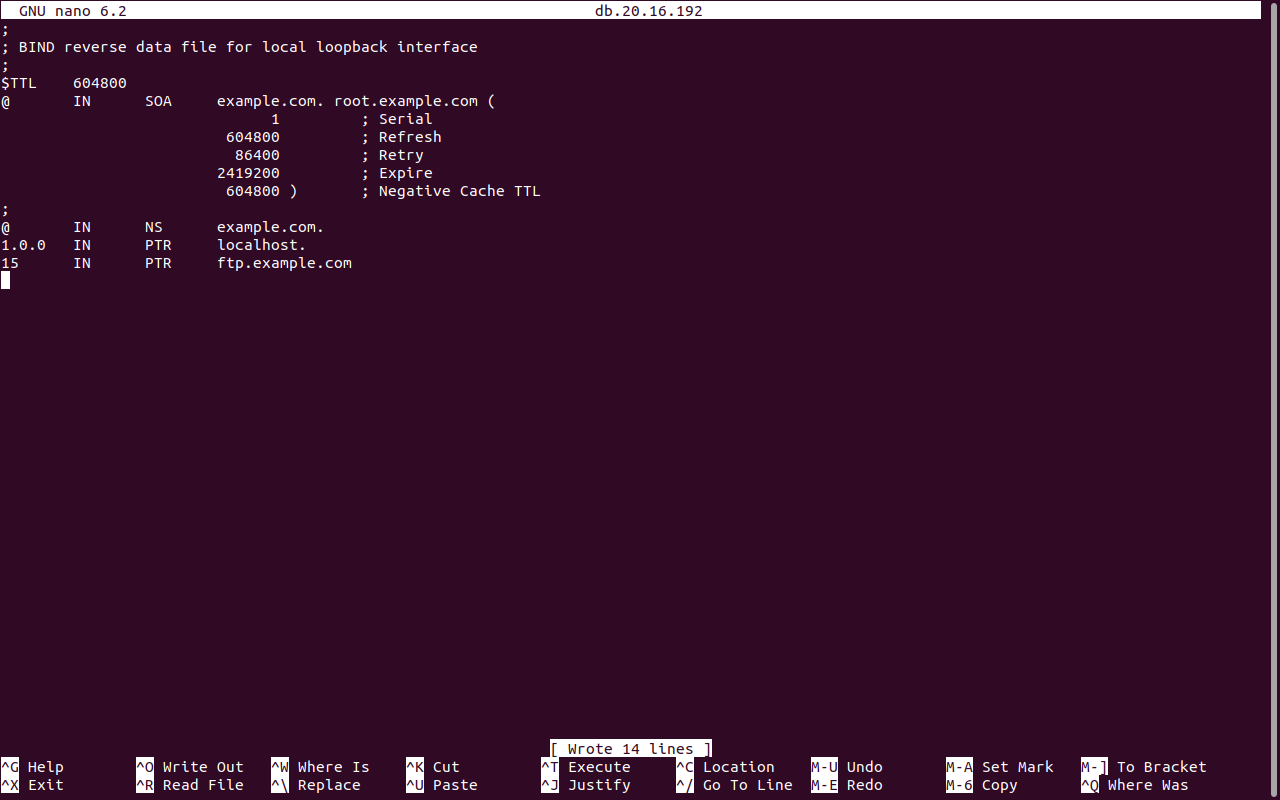 GNU nano 6.2 db.20.16.192
;
; BIND reverse data file for local loopback interface
;
$TTL 604800
@ IN SOA example.com. root.example.com (
1 ; Serial
604800 ; Refresh
86400 ; Retry
2419200 ; Expire
604800 ) ; Negative Cache TTL
;
@ IN NS example.com.
1.0.0 IN PTR localhost.
15 IN PTR ftp.example.com
[ Wrote 14 lines ]
^G Help ^O Write Out ^W Where Is ^K Cut ^T Execute ^C Location M-U Undo M-A Set Mark M-] To Bracket
^X Exit ^R Read File ^\ Replace ^U Paste ^J Justify ^/ Go To Line M-E Redo M-6 Copy ^Q Where Was